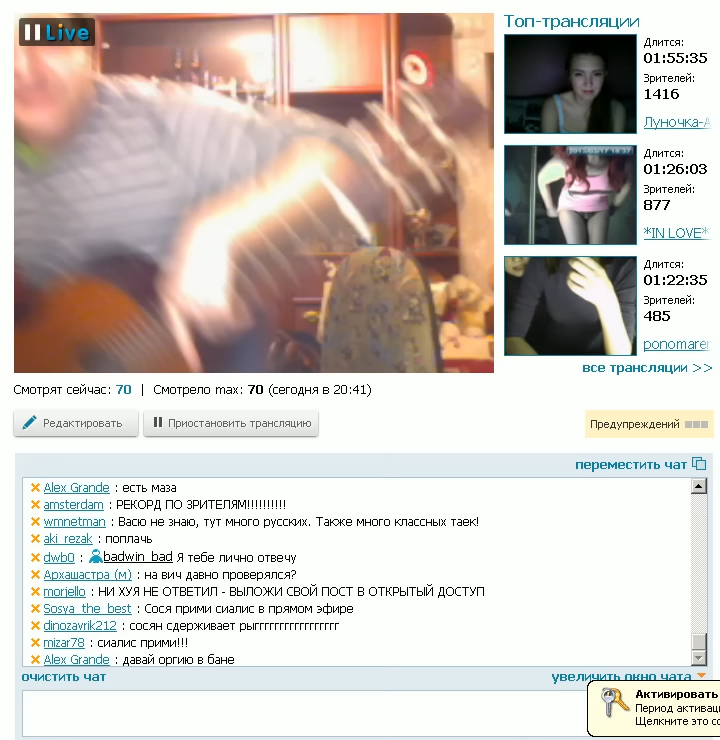 Live
Топ-трансляции
Длится:
01:55:35
Зрителей:
1416
Луночка-
Длится:
01:26:03
Зрителей:
877
*IN LOVE*
Длится:
01:22:35
Зрителей:
485
ponomare
все трансляции >>
Смотрят сейчас: 70 | Смотрело max: 70 (сегодня в 20:41)
Редактировать
Приостановить трансляцию
Предупреждений
переместить чат
Alex Grande : есть маза
amsterdam : РЕКОРД ПО ЗРИТЕЛЯМ!!!!!!!!!!
wmnetman : Васю не знаю, тут много русских. Также много классных таек!
aki_rezak : поплачь
dwb0 : badwin_bad Я тебе лично отвечу
Архашастра (м) : на вич давно проверялся?
morjello : НИ ХУЯ НЕ ОТВЕТИЛ - ВЫЛОЖИ СВОЙ ПОСТ В ОТКРЫТЫЙ ДОСТУП
Sosya_the_best : Сося прими сиалис в прямом эфире
dinozavrik212 : сосян сдерживает рыггггггггггггггггг
mizar78 : сиалис прими!!!
Alex Grande : давай оргию в бане
очистить чат
увеличить окно чата
Активировать
Период активац
Щелкните это со